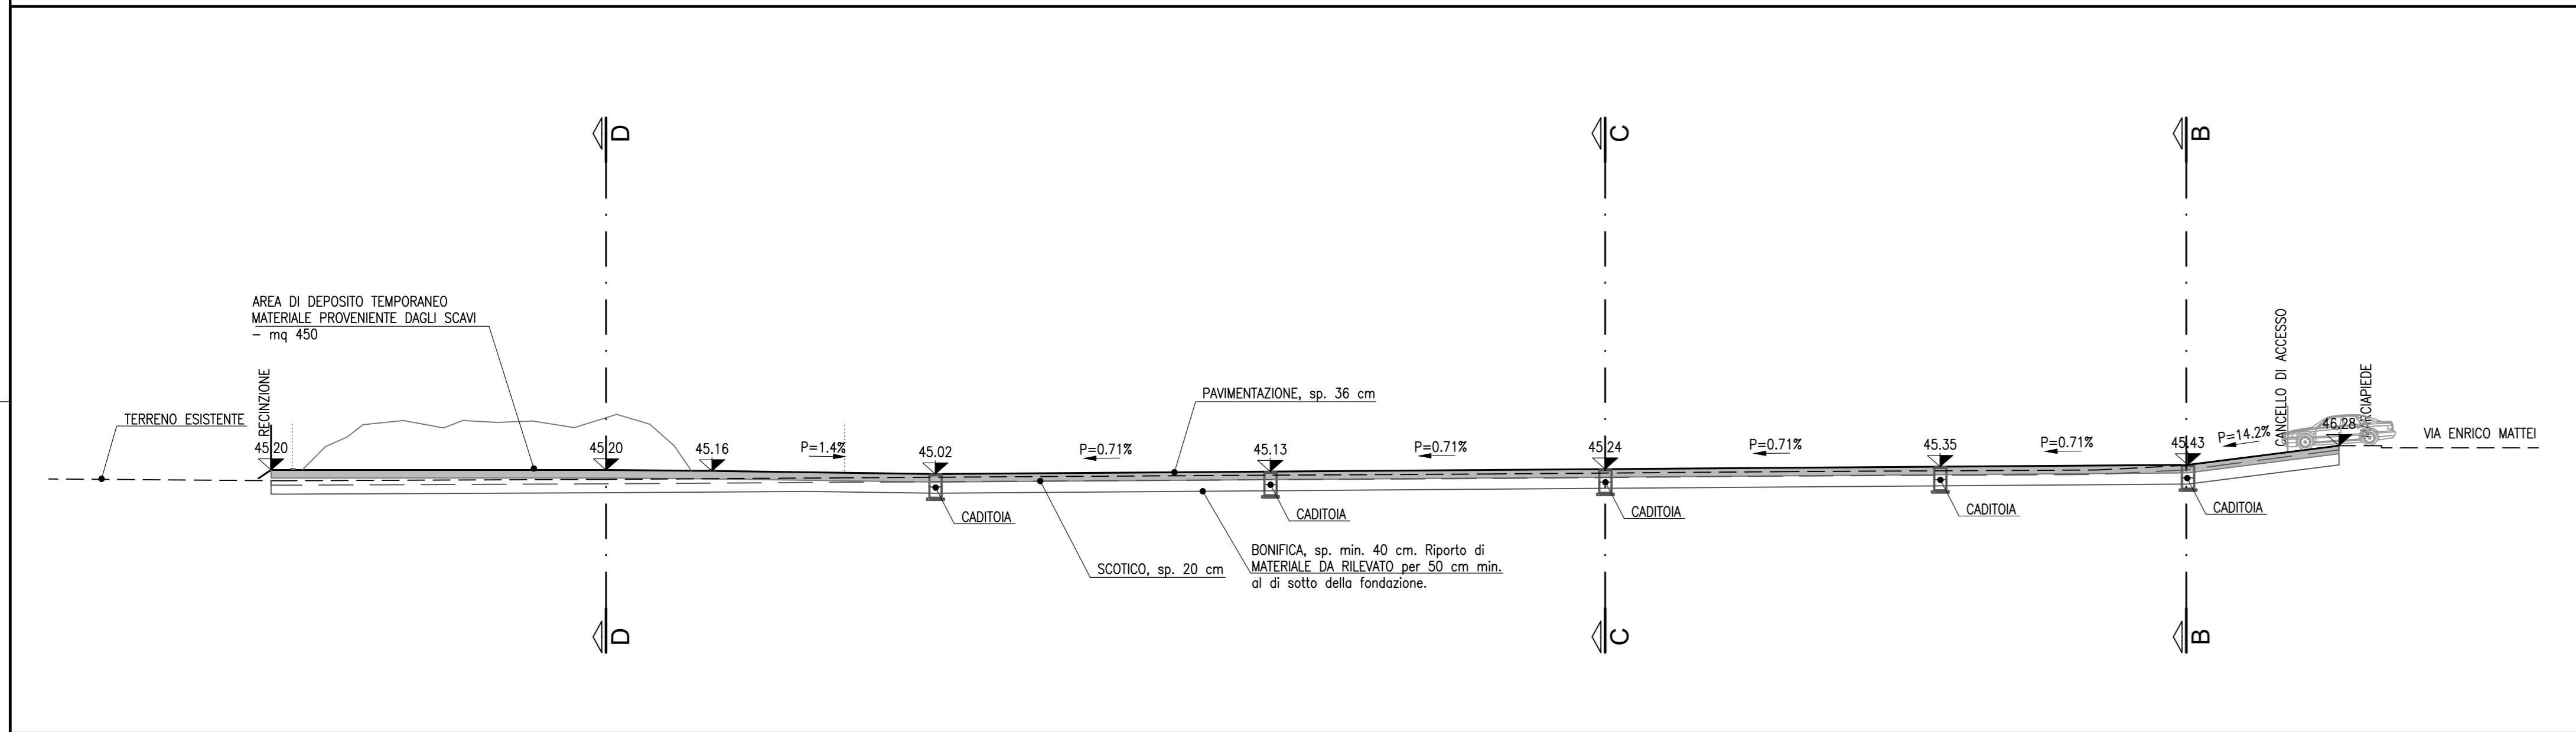 D
C
B
AREA DI DEPOSITO TEMPORANEO
MATERIALE PROVENIENTE DAGLI SCAVI
- mq 450
RECINZIONE
TERRENO ESISTENTE
PAVIMENTAZIONE, sp. 36 cm
CANCELLO DI ACCESSO
VIA ENRICO MATTEI
45.20
45.20
45.16
P=1.4%
45.02
P=0.71%
45.13
P=0.71%
45.24
P=0.71%
45.35
P=0.71%
45.43
P=14.2%
46.28
MARCIAPIEDE
CADITOIA
CADITOIA
CADITOIA
CADITOIA
CADITOIA
SCOTICO, sp. 20 cm
BONIFICA, sp. min. 40 cm. Riporto di
MATERIALE DA RILEVATO per 50 cm min.
al di sotto della fondazione.
D
C
B